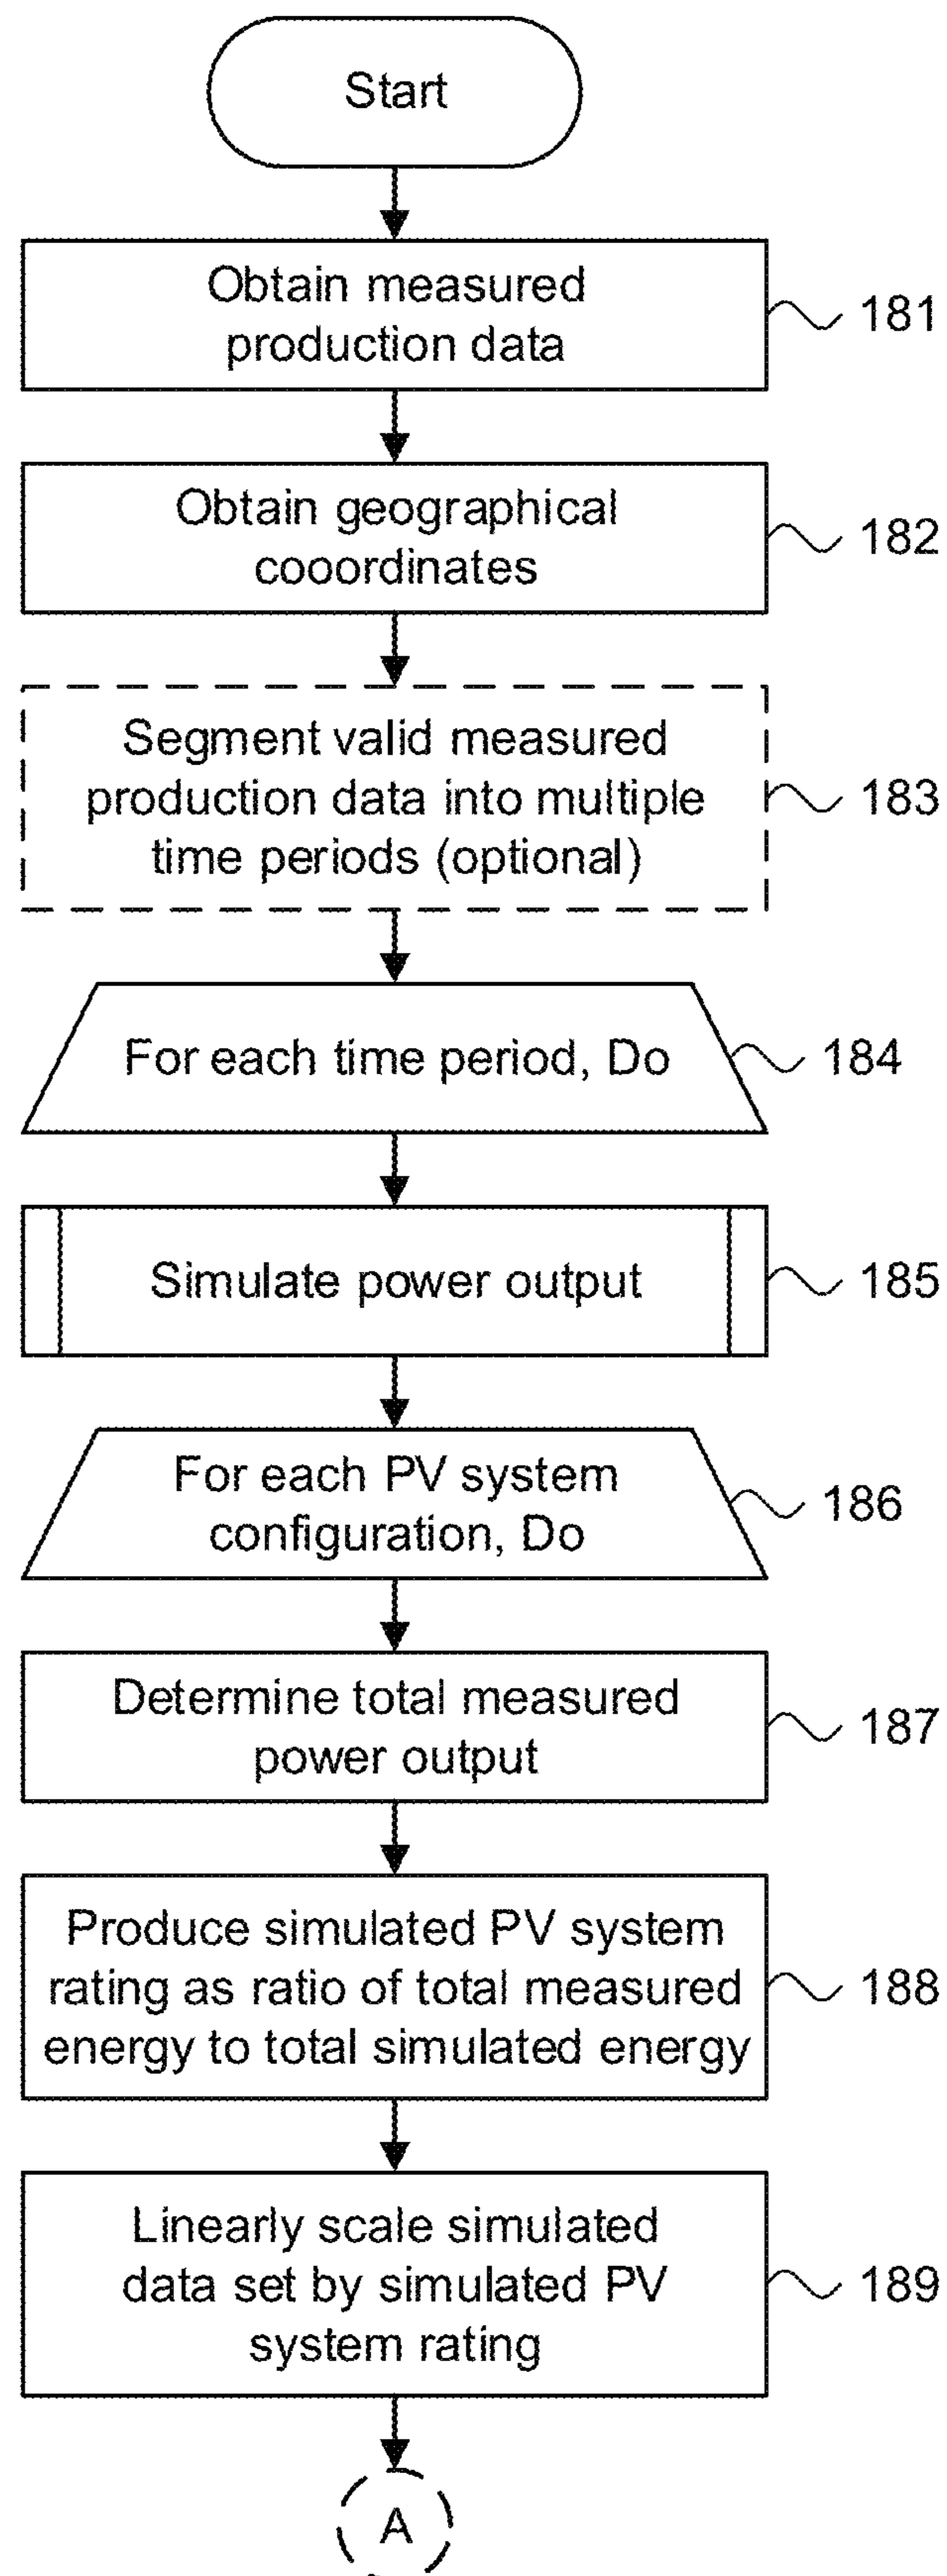 Start
Obtain measured
production data
181
Obtain geographical
cooordinates
182
Segment valid measured
production data into multiple
time periods (optional)
183
For each time period, Do
184
Simulate power output
185
For each PV system
configuration, Do
186
Determine total measured
power output
187
Produce simulated PV system
rating as ratio of total measured
energy to total simulated energy
188
Linearly scale simulated
data set by simulated PV
system rating
189
A